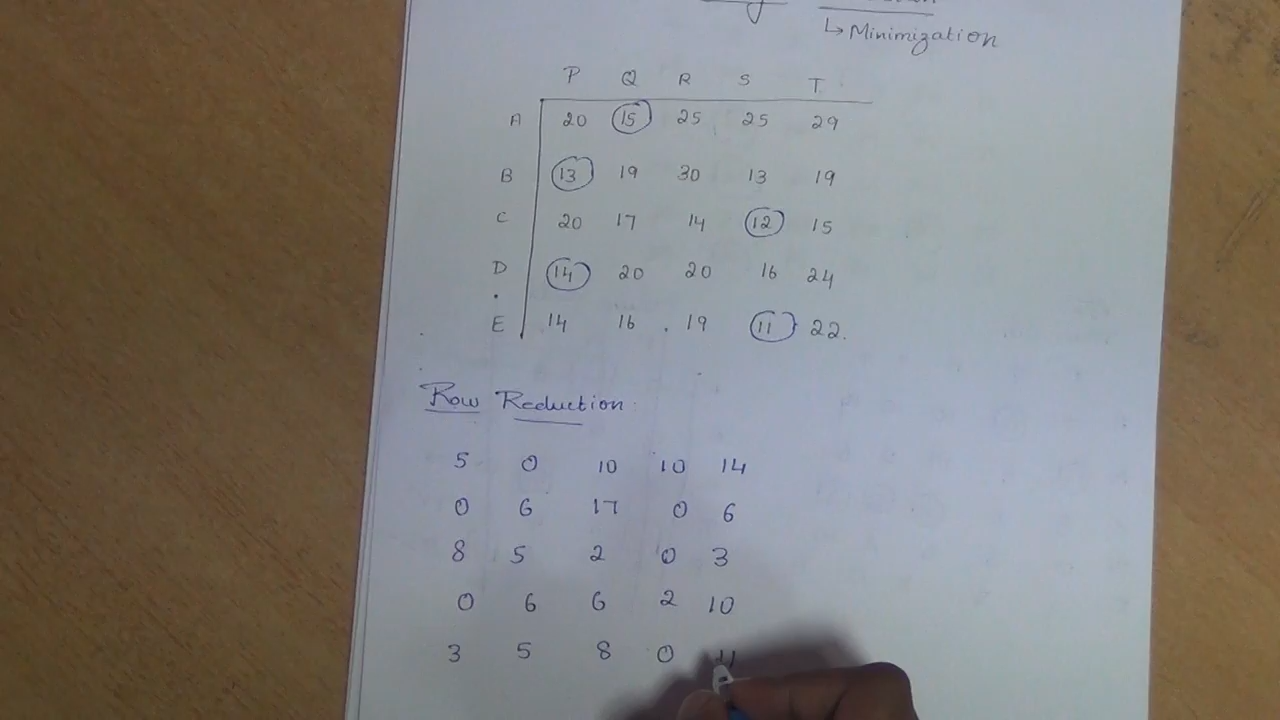 ↳ Minimization
P Q R S T
A 20 15 25 25 29
B 13 19 30 13 19
C 20 17 14 12 15
D 14 20 20 16 24
E 14 16 19 11 22.
Row Reduction
5 0 10 10 14
0 6 17 0 6
8 5 2 0 3
0 6 6 2 10
3 5 8 0 11